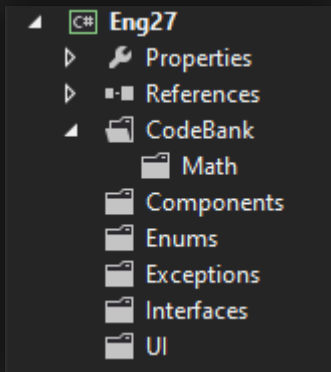 C# Eng27
Properties
References
CodeBank
Math
Components
Enums
Exceptions
Interfaces
UI